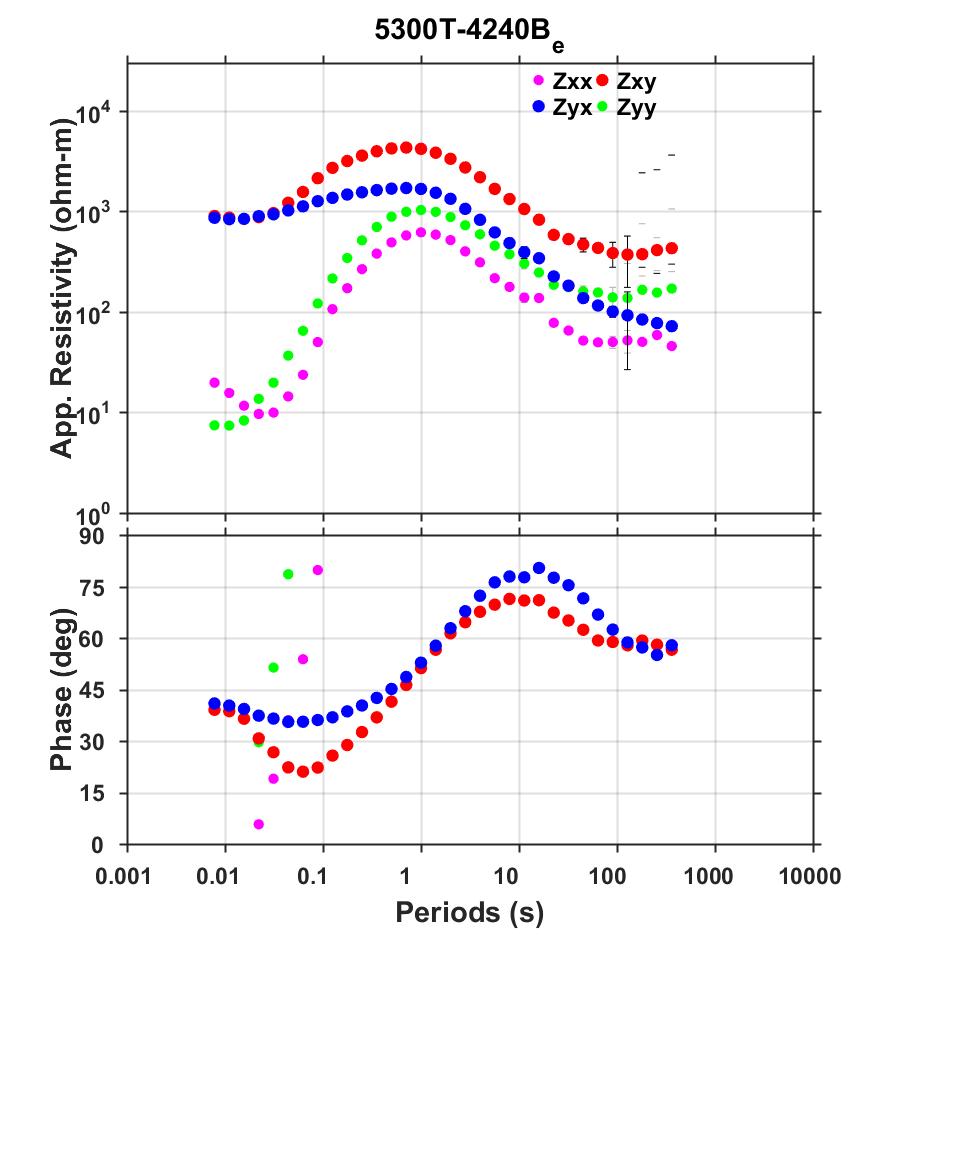 5300T-4240Be
Zxx Zxy
Zyx Zyy
App. Resistivity (ohm-m)
10^4
10^3
10^2
10^1
10^0
Phase (deg)
90
75
60
45
30
15
0
0.001 0.01 0.1 1 10 100 1000 10000
Periods (s)